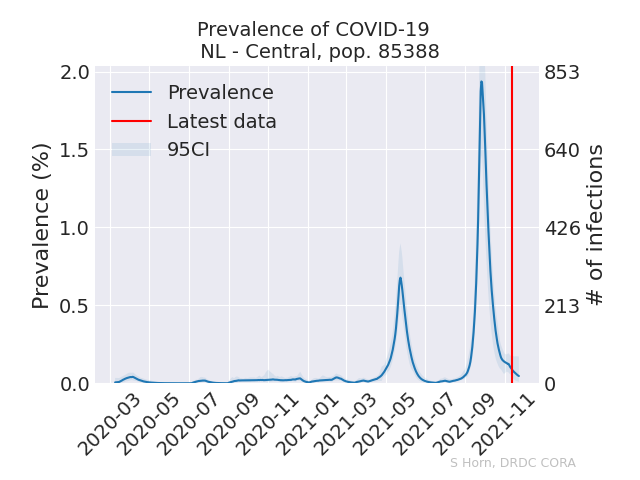 Prevalence of COVID-19
NL - Central, pop. 85388
Prevalence
Latest data
95CI
Prevalence (%)
2.0
1.5
1.0
0.5
0.0
853
640
426
213
0
# of infections
2020-03
2020-05
2020-07
2020-09
2020-11
2021-01
2021-03
2021-05
2021-07
2021-09
2021-11
S Horn, DRDC CORA